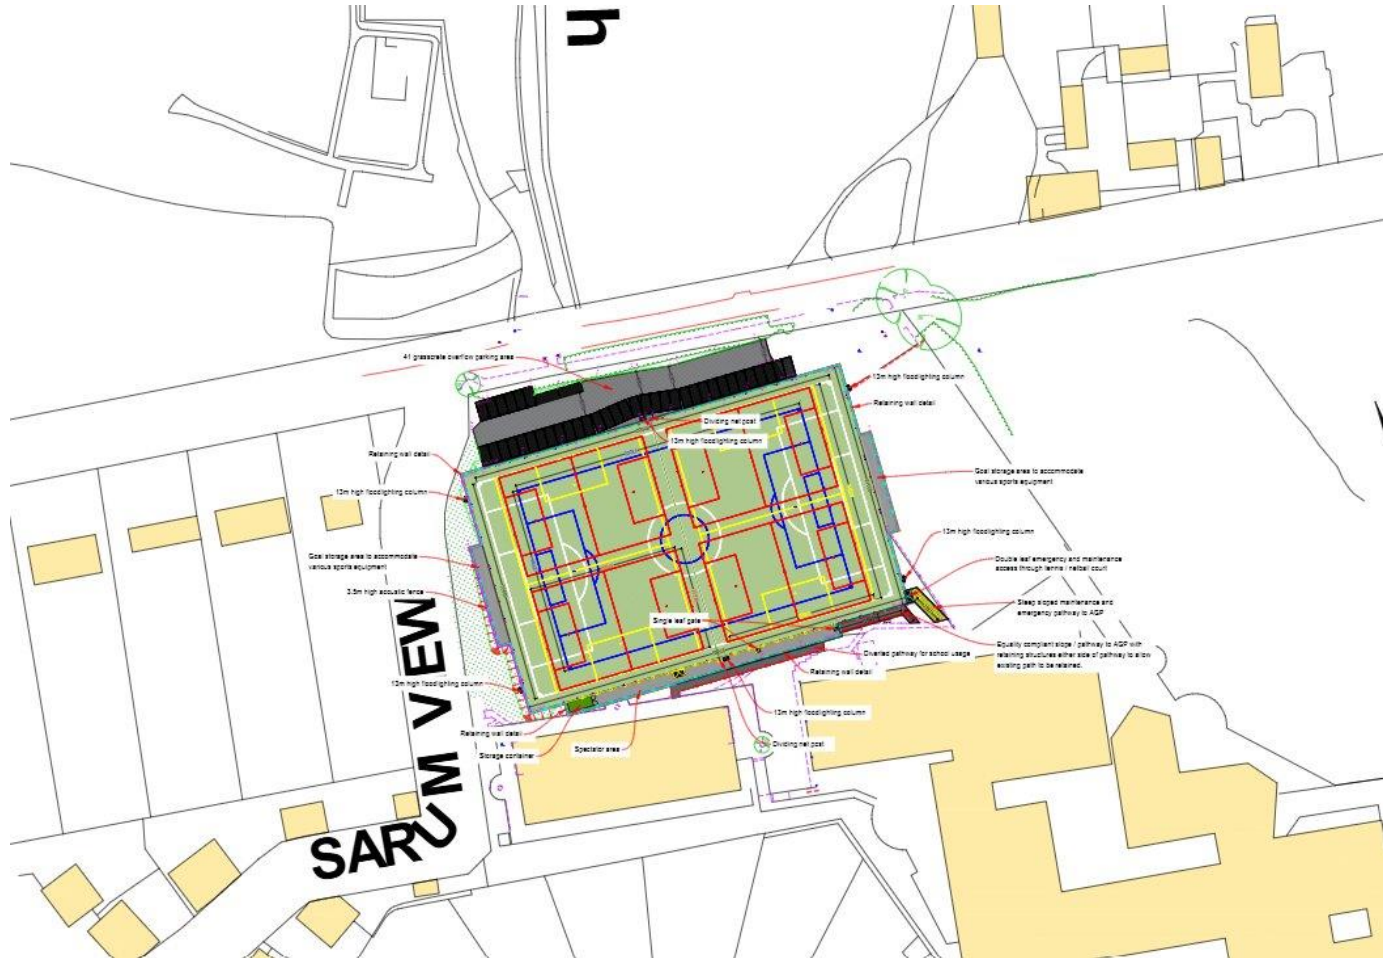 h
41 grasscrete overflow parking area
13m high floodlighting column
Retaining wall detail
Dividing net post
13m high floodlighting column
Retaining wall detail
13m high floodlighting column
Goal storage area to accommodate
various sports equipment
13m high floodlighting column
Goal storage area to accommodate
various sports equipment
3.5m high acoustic fence
Double leaf emergency and maintenance
access through tennis / netball court
Steep sloped maintenance and
emergency pathway to AGP
Single leaf gate
Equality compliant slope / pathway to AGP with
retaining structures either side of pathway to allow
existing path to be retained.
Diverted pathway for school usage
Retaining wall detail
13m high floodlighting column
13m high floodlighting column
Retaining wall detail
Dividing net post
Spectator area
Storage container
SARUM VIEW